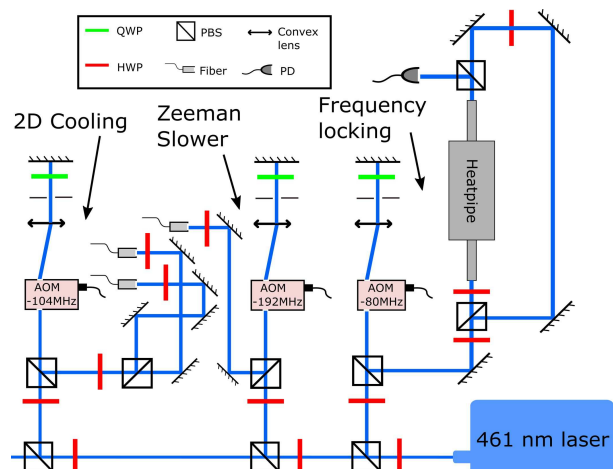 QWP
PBS
Convex
lens
HWP
Fiber
PD
2D Cooling
Zeeman
Slower
Frequency
locking
Heatpipe
AOM
-104MHz
AOM
-192MHz
AOM
-80MHz
461 nm laser